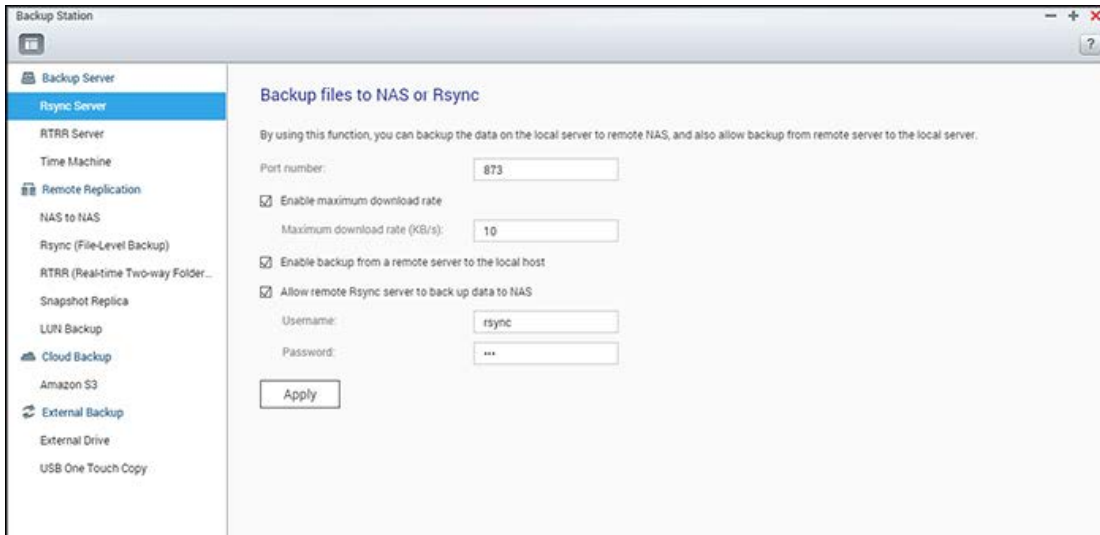 Backup Station
?
Backup Server
Rsync Server
RTRR Server
Time Machine
Remote Replication
NAS to NAS
Rsync (File-Level Backup)
RTRR (Real-time Two-way Folder...
Snapshot Replica
LUN Backup
Cloud Backup
Amazon S3
External Backup
External Drive
USB One Touch Copy
Backup files to NAS or Rsync
By using this function, you can backup the data on the local server to remote NAS, and also allow backup from remote server to the local server.
Port number: 873
Enable maximum download rate
Maximum download rate (KB/s): 10
Enable backup from a remote server to the local host
Allow remote Rsync server to back up data to NAS
Username: rsync
Password: •••
Apply